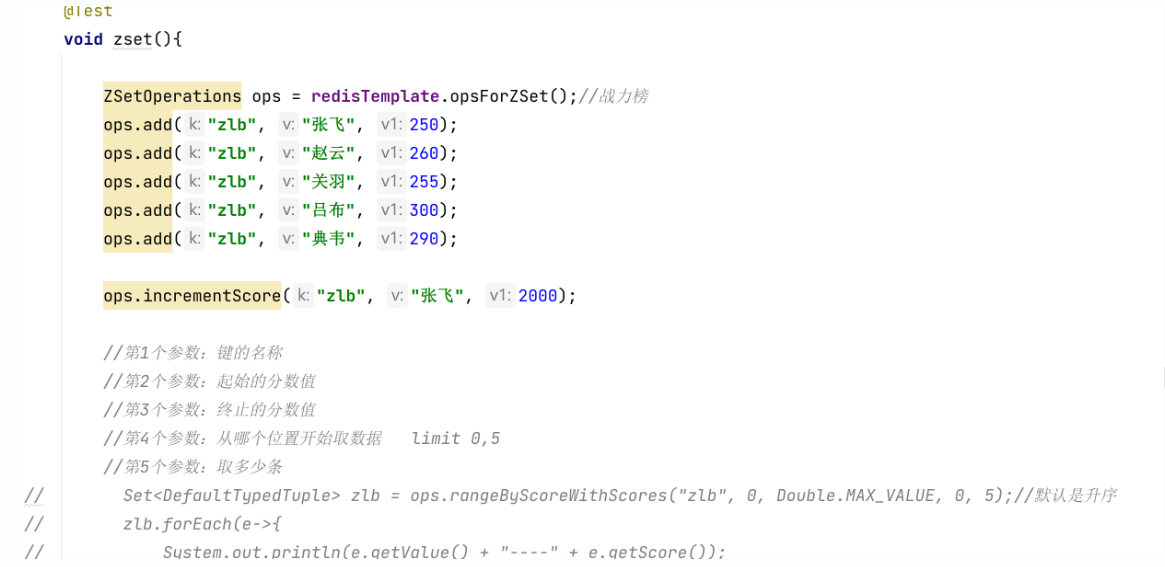 @Test
void zset(){
ZSetOperations ops = redisTemplate.opsForZSet();//战力榜
ops.add( k: "zlb", v: "张飞", v1: 250);
ops.add( k: "zlb", v: "赵云", v1: 260);
ops.add( k: "zlb", v: "关羽", v1: 255);
ops.add( k: "zlb", v: "吕布", v1: 300);
ops.add( k: "zlb", v: "典韦", v1: 290);
ops.incrementScore( k: "zlb", v: "张飞", v1: 2000);
//第1个参数：键的名称
//第2个参数：起始的分数值
//第3个参数：终止的分数值
//第4个参数：从哪个位置开始取数据 limit 0,5
//第5个参数：取多少条
// Set<DefaultTypedTuple> zlb = ops.rangeByScoreWithScores("zlb", 0, Double.MAX_VALUE, 0, 5);//默认是升序
// zlb.forEach(e->{
// System.out.println(e.getValue() + "----" + e.getScore());